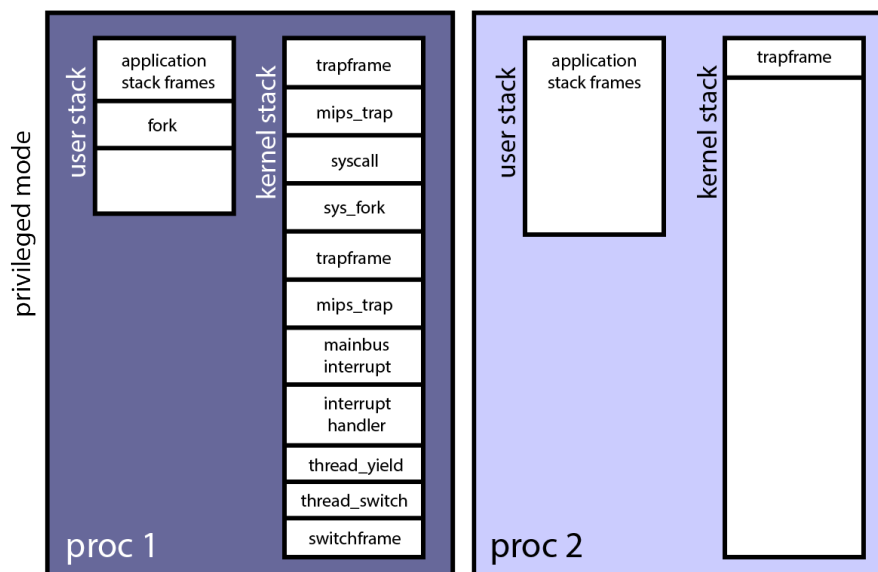 privileged mode
user stack
application
stack frames
fork
kernel stack
trapframe
mips_trap
syscall
sys_fork
trapframe
mips_trap
mainbus
interrupt
interrupt
handler
thread_yield
thread_switch
switchframe
proc 1
user stack
application
stack frames
kernel stack
trapframe
proc 2